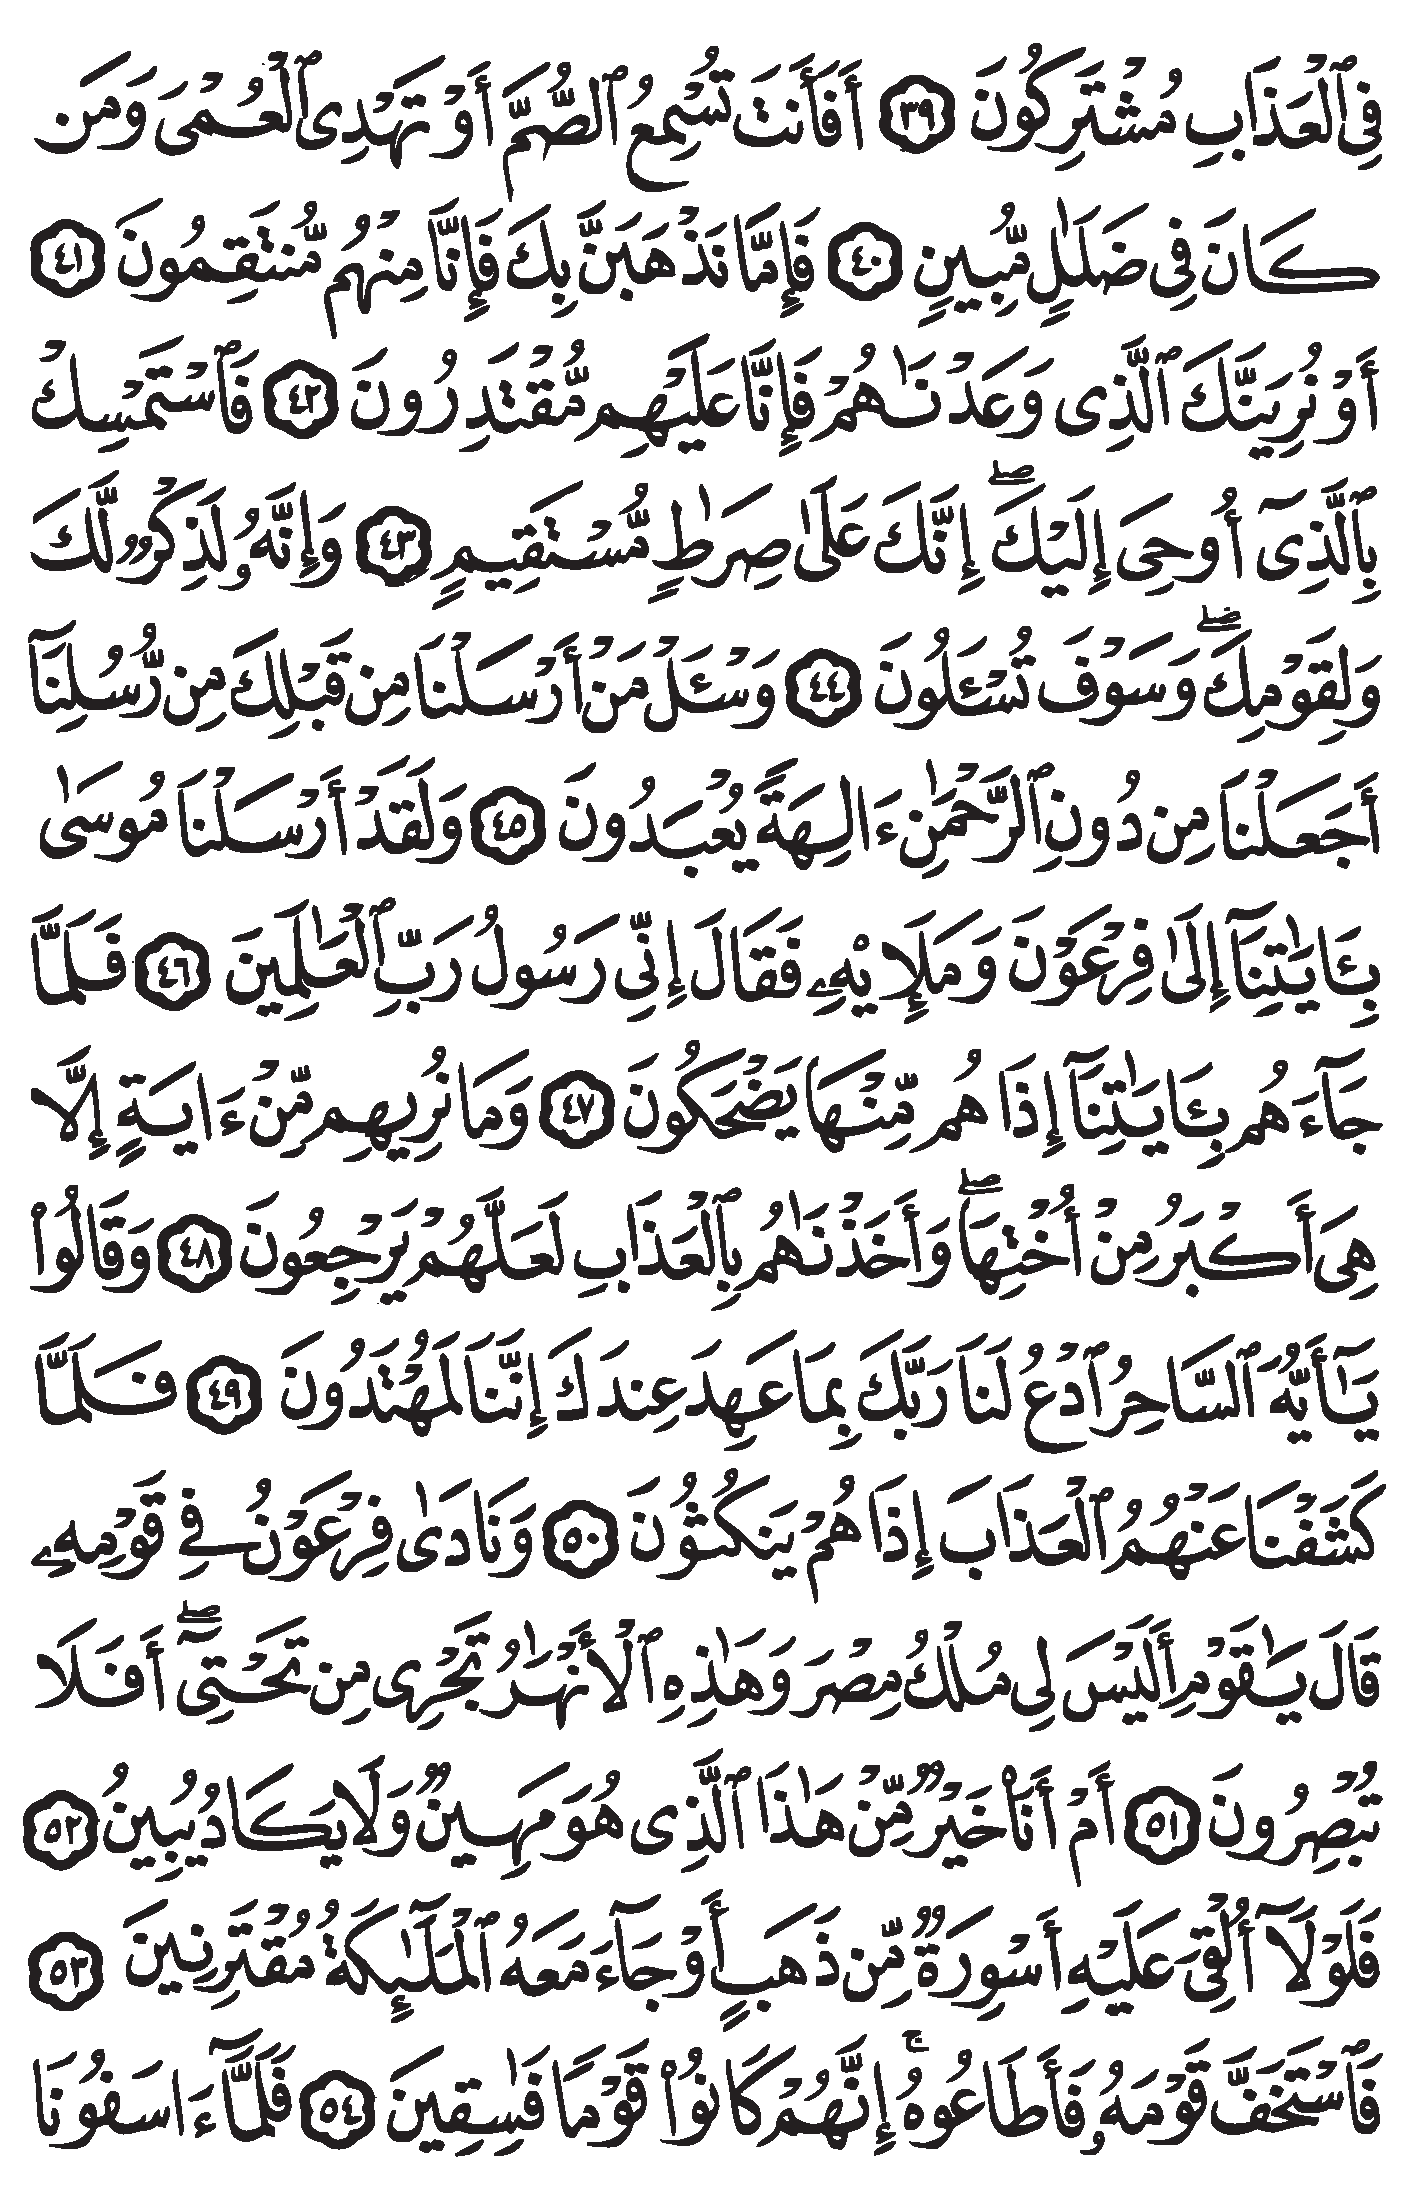 فِى ٱلْعَذَابِ مُشْتَرِكُونَ ٣٩ أَفَأَنتَ تُسْمِعُ ٱلصُّمَّ أَوْ تَهْدِى ٱلْعُمْىَ وَمَن
كَانَ فِى ضَلَٰلٍ مُّبِينٍ ٤٠ فَإِمَّا نَذْهَبَنَّ بِكَ فَإِنَّا مِنْهُم مُّنتَقِمُونَ ٤١
أَوْ نُرِيَنَّكَ ٱلَّذِى وَعَدْنَٰهُمْ فَإِنَّا عَلَيْهِم مُّقْتَدِرُونَ ٤٢ فَٱسْتَمْسِكْ
بِٱلَّذِىٓ أُوحِىَ إِلَيْكَ ۖ إِنَّكَ عَلَىٰ صِرَٰطٍ مُّسْتَقِيمٍ ٤٣ وَإِنَّهُۥ لَذِكْرٌ لَّكَ
وَلِقَوْمِكَ ۖ وَسَوْفَ تُسْـَٔلُونَ ٤٤ وَسْـَٔلْ مَنْ أَرْسَلْنَا مِن قَبْلِكَ مِن رُّسُلِنَآ
أَجَعَلْنَا مِن دُونِ ٱلرَّحْمَٰنِ ءَالِهَةً يُعْبَدُونَ ٤٥ وَلَقَدْ أَرْسَلْنَا مُوسَىٰ
بِـَٔايَٰتِنَآ إِلَىٰ فِرْعَوْنَ وَمَلَإِي۟هِۦ فَقَالَ إِنِّى رَسُولُ رَبِّ ٱلْعَٰلَمِينَ ٤٦ فَلَمَّا
جَآءَهُم بِـَٔايَٰتِنَآ إِذَا هُم مِّنْهَا يَضْحَكُونَ ٤٧ وَمَا نُرِيهِم مِّنْ ءَايَةٍ إِلَّا
هِىَ أَكْبَرُ مِنْ أُخْتِهَا ۖ وَأَخَذْنَٰهُم بِٱلْعَذَابِ لَعَلَّهُمْ يَرْجِعُونَ ٤٨ وَقَالُوا۟
يَٰٓأَيُّهَ ٱلسَّاحِرُ ٱدْعُ لَنَا رَبَّكَ بِمَا عَهِدَ عِندَكَ إِنَّنَا لَمُهْتَدُونَ ٤٩ فَلَمَّا
كَشَفْنَا عَنْهُمُ ٱلْعَذَابَ إِذَا هُمْ يَنكُثُونَ ٥٠ وَنَادَىٰ فِرْعَوْنُ فِى قَوْمِهِۦ
قَالَ يَٰقَوْمِ أَلَيْسَ لِى مُلْكُ مِصْرَ وَهَٰذِهِ ٱلْأَنْهَٰرُ تَجْرِى مِن تَحْتِىٓ ۖ أَفَلَا
تُبْصِرُونَ ٥١ أَمْ أَنَا۠ خَيْرٌ مِّنْ هَٰذَا ٱلَّذِى هُوَ مَهِينٌ وَلَا يَكَادُ يُبِينُ ٥٢
فَلَوْلَآ أُلْقِىَ عَلَيْهِ أَسْوِرَةٌ مِّن ذَهَبٍ أَوْ جَآءَ مَعَهُ ٱلْمَلَٰٓئِكَةُ مُقْتَرِنِينَ ٥٣
فَٱسْتَخَفَّ قَوْمَهُۥ فَأَطَاعُوهُ ۚ إِنَّهُمْ كَانُوا۟ قَوْمًا فَٰسِقِينَ ٥٤ فَلَمَّآ ءَاسَفُونَا